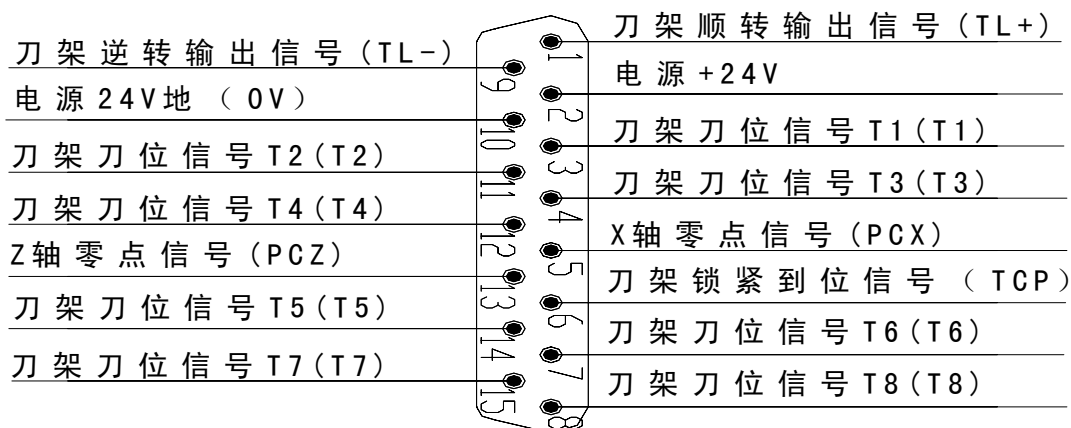 刀架顺转输出信号(TL+)
刀架逆转输出信号(TL-)
电源+24V
电源24V地（0V）
刀架刀位信号T1(T1)
刀架刀位信号T2(T2)
刀架刀位信号T3(T3)
刀架刀位信号T4(T4)
X轴零点信号(PCX)
Z轴零点信号(PCZ)
刀架锁紧到位信号（TCP）
刀架刀位信号T5(T5)
刀架刀位信号T6(T6)
刀架刀位信号T7(T7)
刀架刀位信号T8(T8)
1
9
2
10
3
11
4
12
5
13
6
14
7
15
8